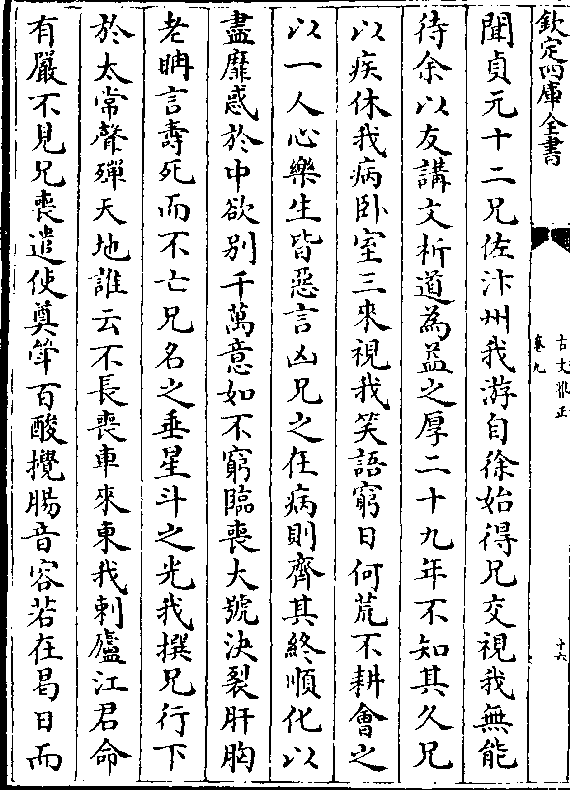 欽定四庫全書
古文雅正
卷九
十六
聞貞元十二兄佐汴州我游自徐始得兄交視我無能
待余以友講文析道為益之厚二十九年不知其久兄
以疾休我病卧室三來視我笑語窮日何荒不耕會之
以一人心樂生皆惡言凶兄之在病則齊其終順化以
盡靡惑於中欲别千萬意如不窮臨喪大號決裂肝胸
老聃言壽死而不亡兄名之垂星斗之光我撰兄行下
於太常聲殫天地誰云不長喪車來東我刺廬江君命
有嚴不見兄喪遣使奠斝百酸攪腸音容若在曷日而